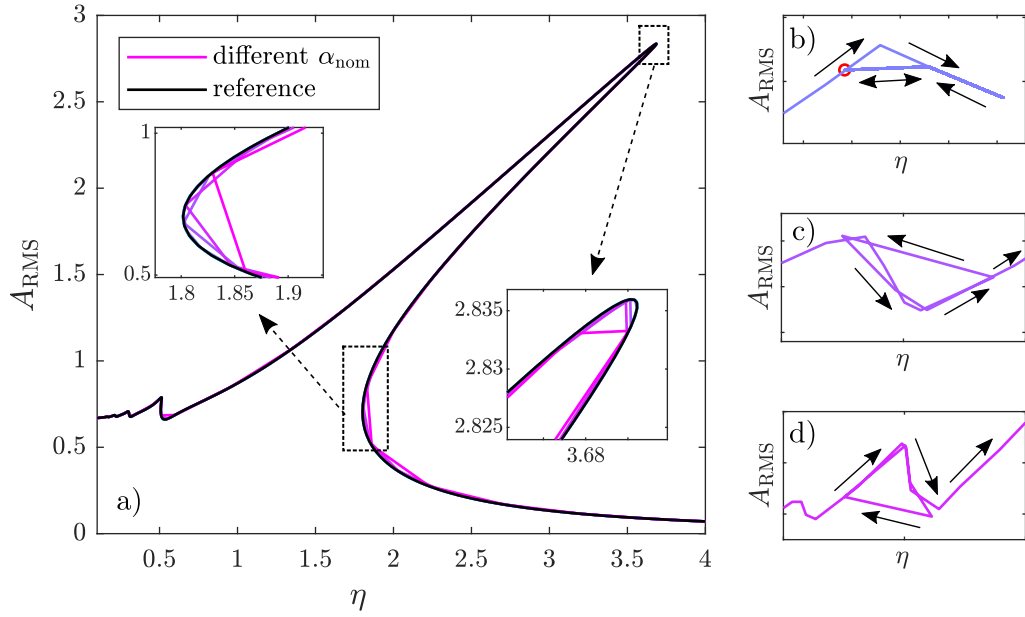 3
2.5
2
1.5
1
0.5
0
A_RMS
different α_nom
reference
1
0.5
1.8 1.85 1.9
2.835
2.83
2.825
3.68
a)
0.5 1 1.5 2 2.5 3 3.5 4
η
b)
A_RMS
η
c)
A_RMS
η
d)
A_RMS
η